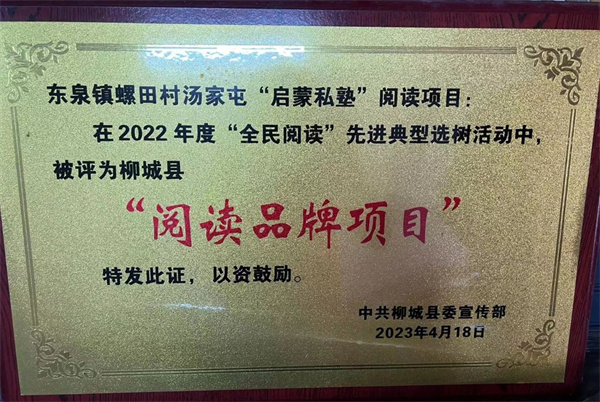 东泉镇螺田村汤家屯“启蒙私塾”阅读项目：
在2022年度“全民阅读”先进典型选树活动中，
被评为柳城县
“阅读品牌项目”
特发此证，以资鼓励。
中共柳城县委宣传部
2023年4月18日